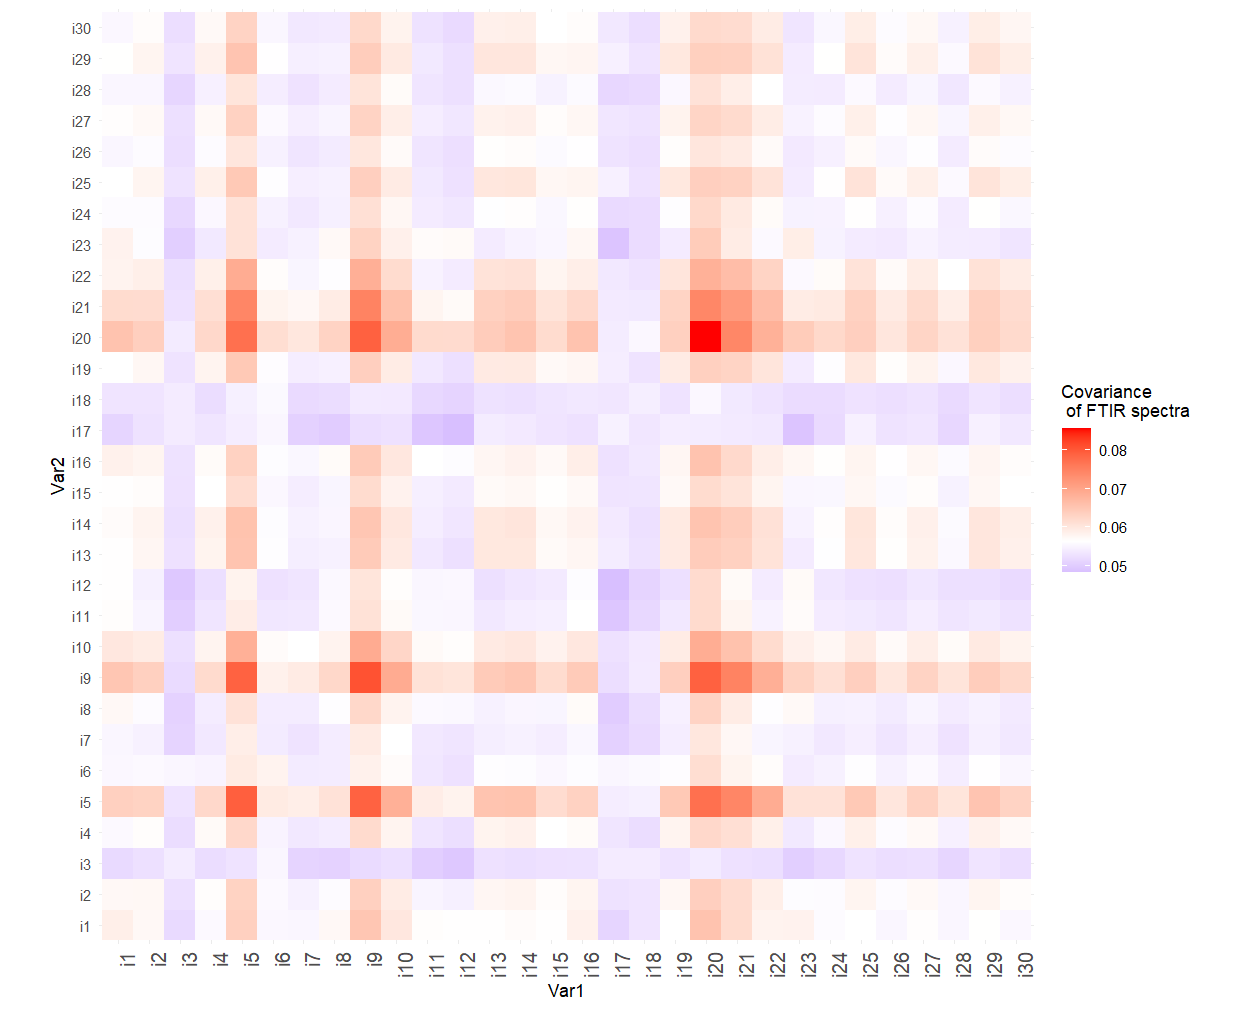 i30
i29
i28
i27
i26
i25
i24
i23
i22
i21
i20
i19
i18
i17
i16
i15
i14
i13
i12
i11
i10
i9
i8
i7
i6
i5
i4
i3
i2
i1
Var2
i1 i2 i3 i4 i5 i6 i7 i8 i9 i10 i11 i12 i13 i14 i15 i16 i17 i18 i19 i20 i21 i22 i23 i24 i25 i26 i27 i28 i29 i30
Var1
Covariance
of FTIR spectra
0.08
0.07
0.06
0.05